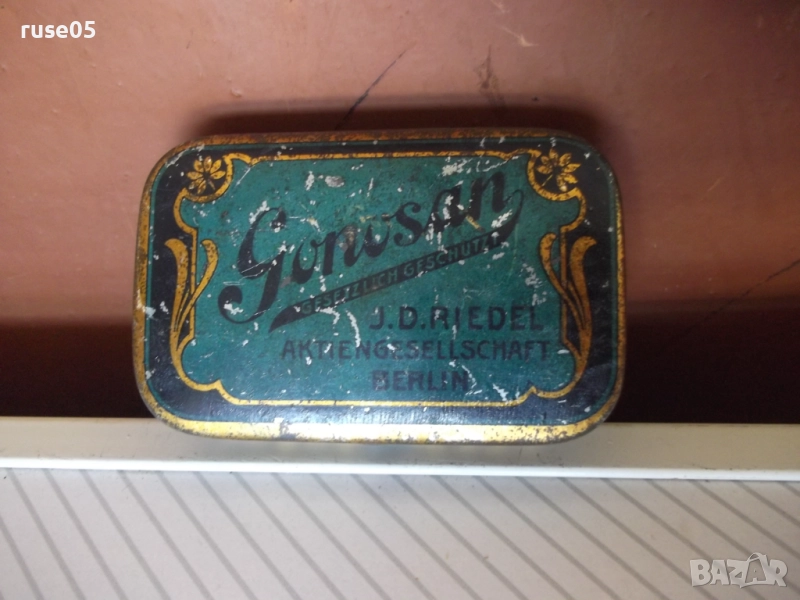 ruse05
Gonosan
GESETZLICH GESCHÜTZT
J.D. RIEDEL
AKTIENGESELLSCHAFT
BERLIN
BAZAR